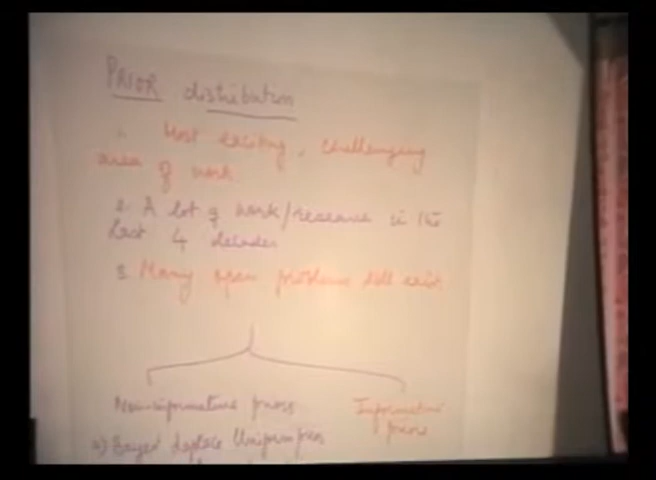 PRIOR distribution
1. Most exciting, challenging
area of work.
2. A lot of work/research in the
last 4 decades
3. Many open problems still exist
Non-informative priors
Informative
priors
a) Bayes Laplace Uniform priors